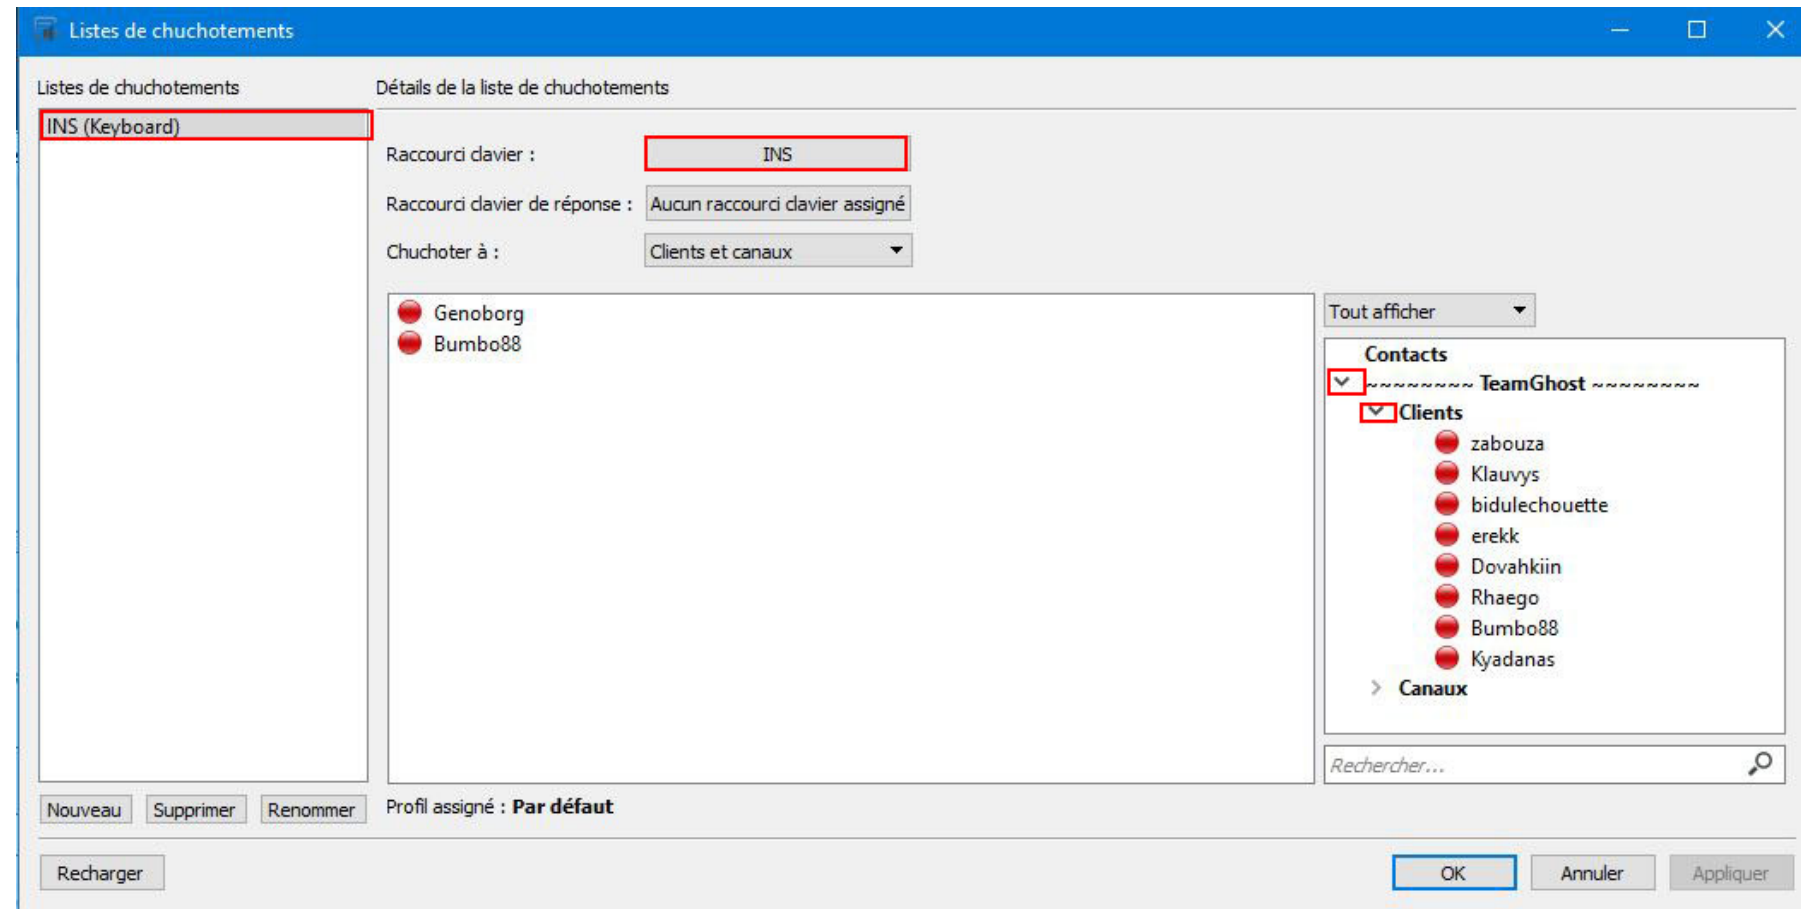 Listes de chuchotements
Listes de chuchotements
Détails de la liste de chuchotements
INS (Keyboard)
Raccourci clavier :
INS
Raccourci clavier de réponse :
Aucun raccourci clavier assigné
Chuchoter à :
Clients et canaux
Genoborg
Bumbo88
Tout afficher
Contacts
~~~~~~~~ TeamGhost ~~~~~~~~
Clients
zabouza
Klauvys
bidulechouette
erekk
Dovahkiin
Rhaego
Bumbo88
Kyadanas
Canaux
Rechercher...
Nouveau
Supprimer
Renommer
Profil assigné : Par défaut
Recharger
OK
Annuler
Appliquer